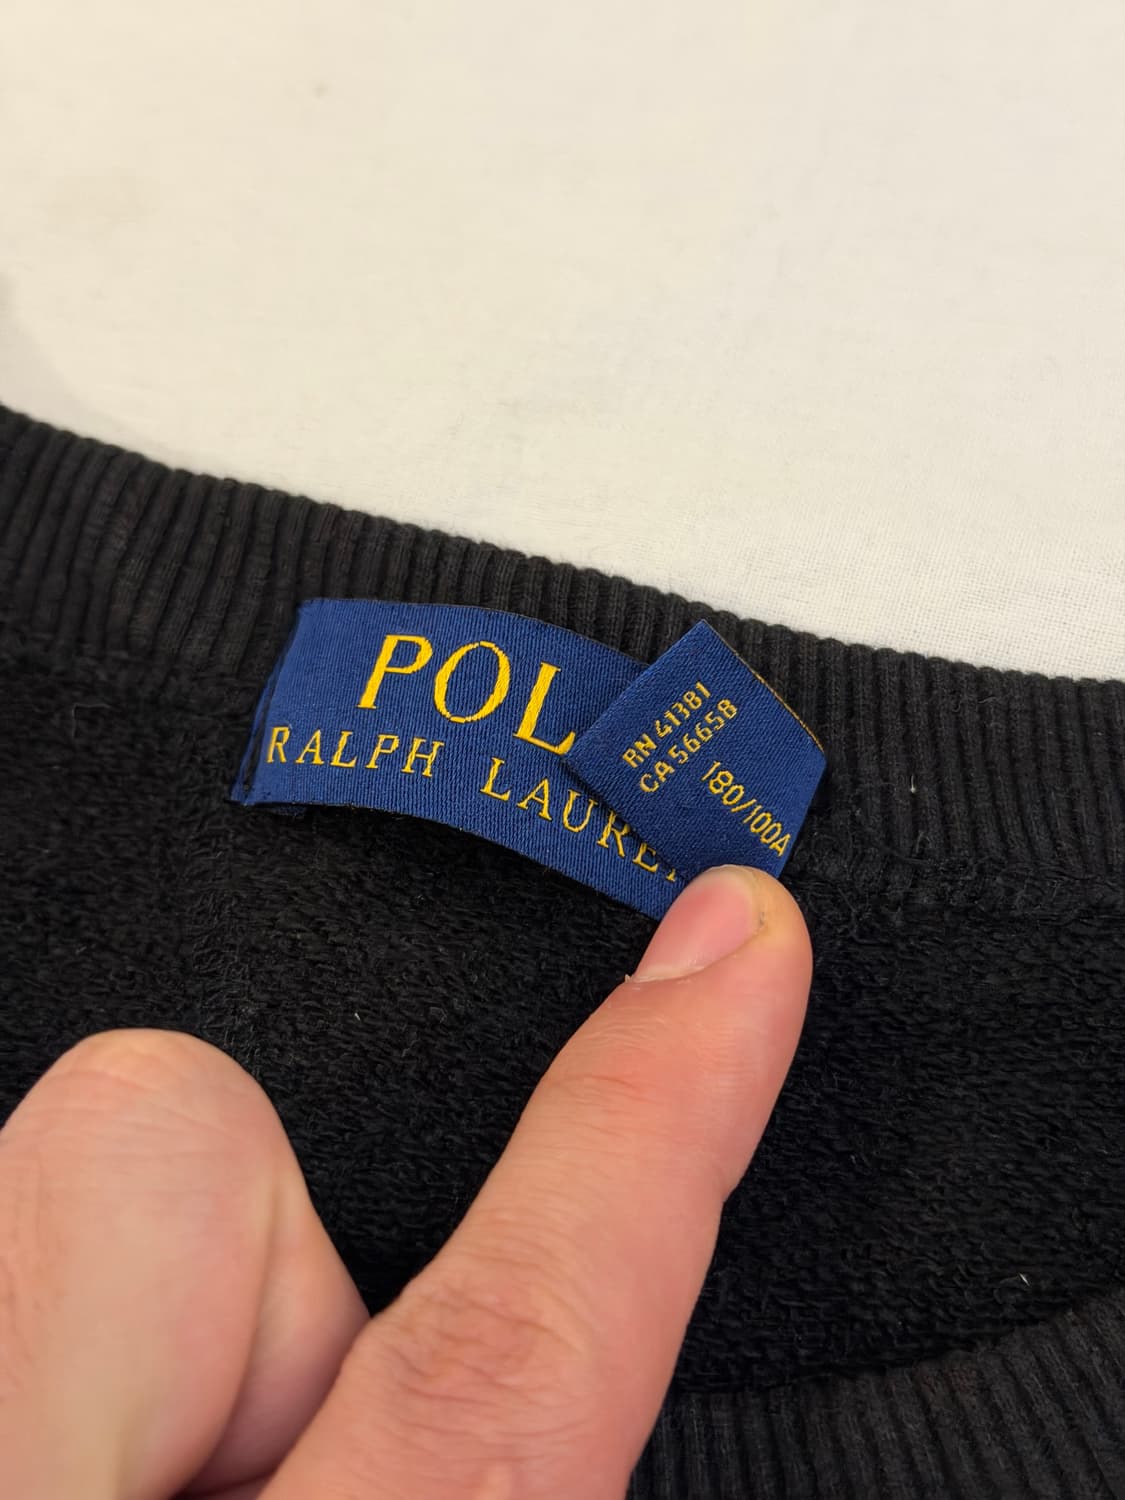 POL
RALPH LAURE
RN 41381
CA 56658
180/100A